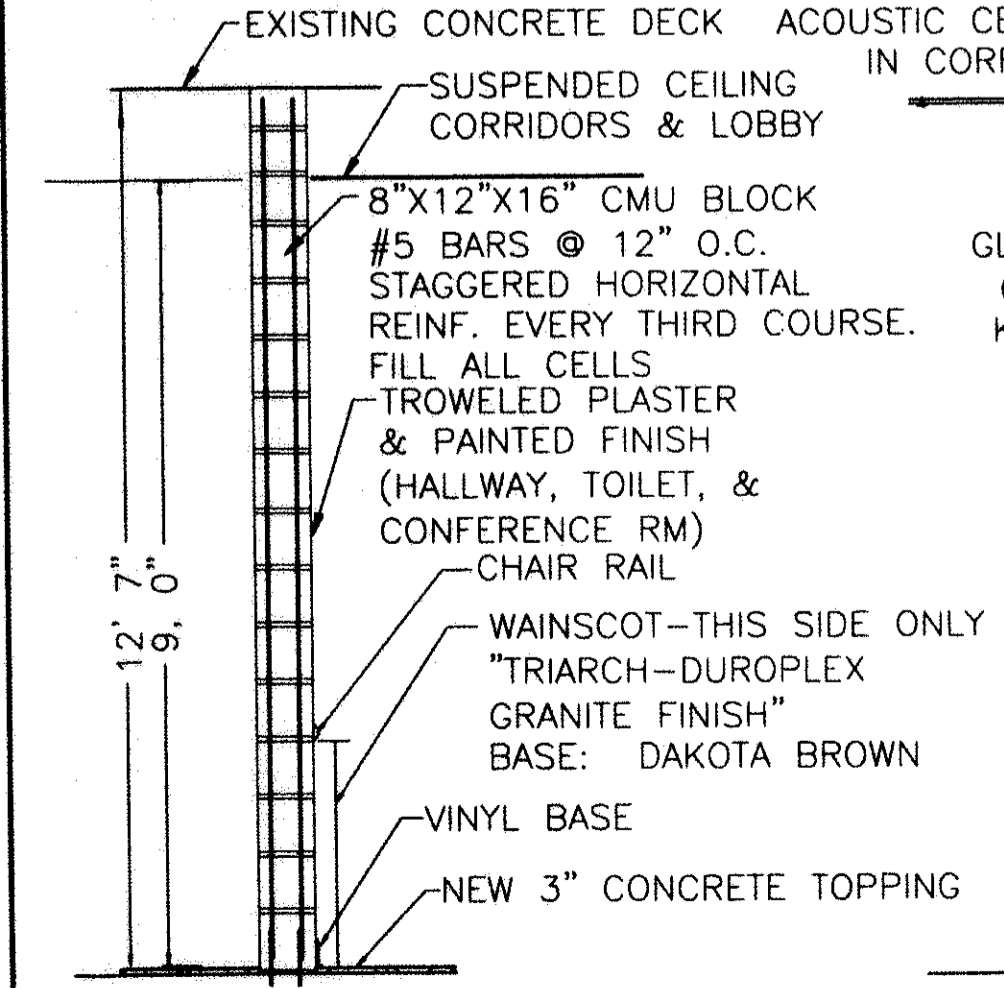 EXISTING CONCRETE DECK
ACOUSTIC
IN
SUSPENDED CEILING
CORRIDORS & LOBBY
8"X12"X16" CMU BLOCK
#5 BARS @ 12" O.C.
STAGGERED HORIZONTAL
REINF. EVERY THIRD COURSE.
FILL ALL CELLS
TROWELED PLASTER
& PAINTED FINISH
(HALLWAY, TOILET, &
CONFERENCE RM)
CHAIR RAIL
12' 7"
9, 0"
WAINSCOT-THIS SIDE ONLY
"TRIARCH-DUROPLEX
GRANITE FINISH"
BASE: DAKOTA BROWN
VINYL BASE
NEW 3" CONCRETE TOPPING